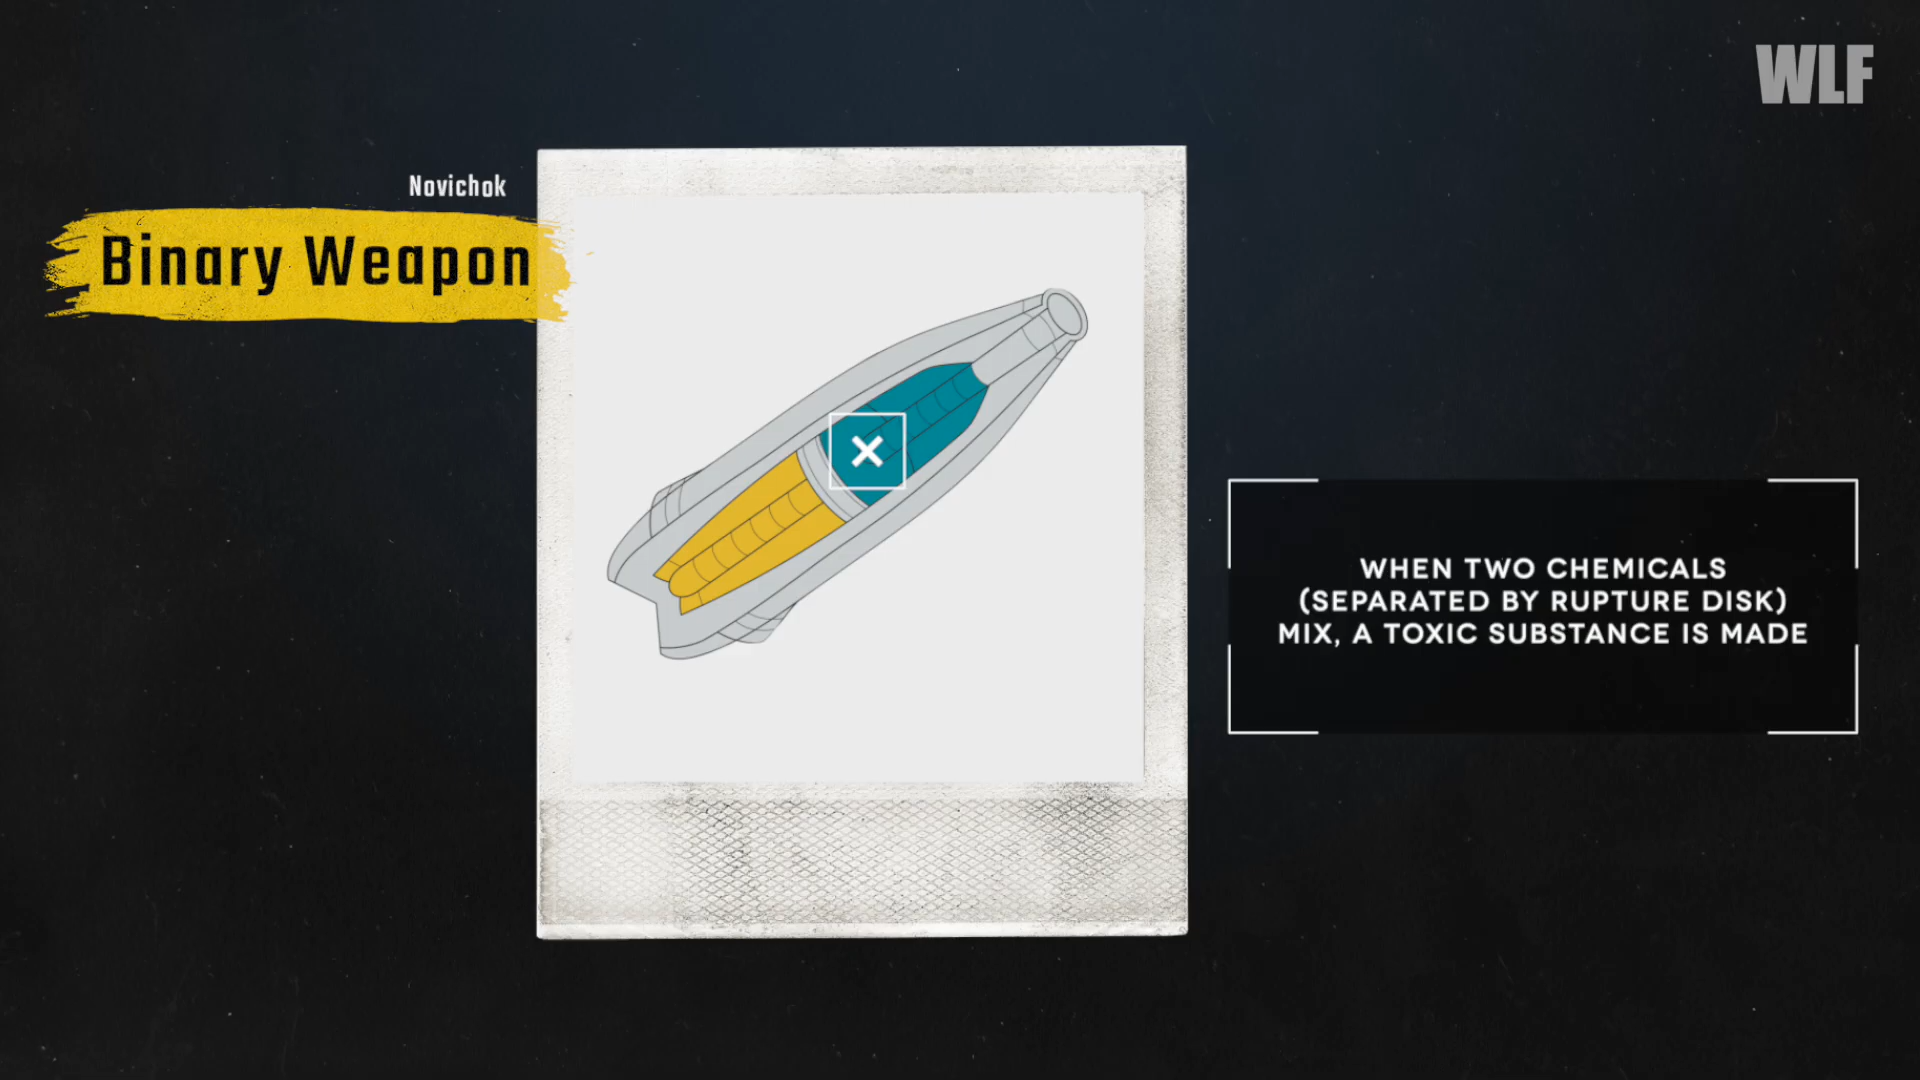 WLF
Novichok
Binary Weapon
WHEN TWO CHEMICALS
(SEPARATED BY RUPTURE DISK)
MIX, A TOXIC SUBSTANCE IS MADE